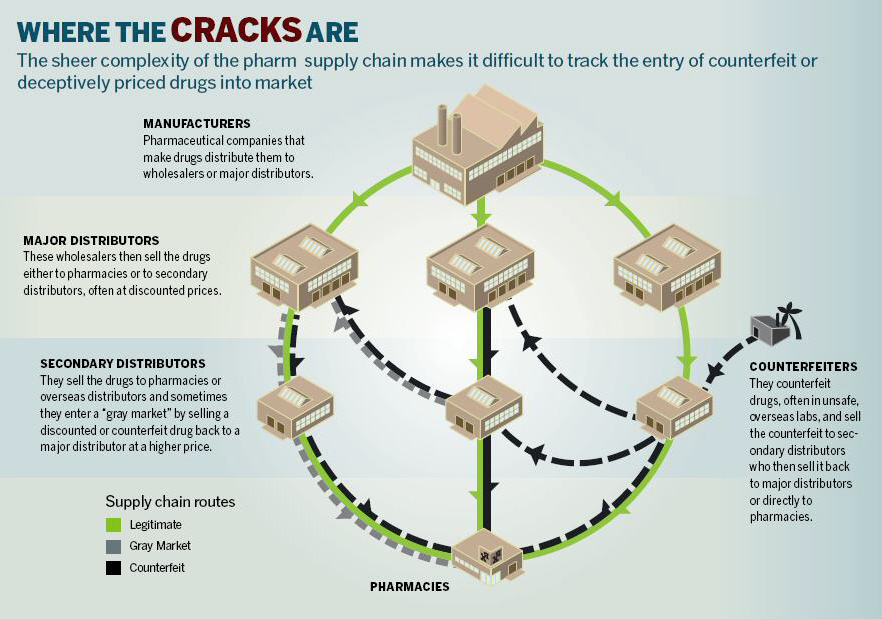 WHERE THE CRACKS ARE
The sheer complexity of the pharm supply chain makes it difficult to track the entry of counterfeit or
deceptively priced drugs into market
MANUFACTURERS
Pharmaceutical companies that
make drugs distribute them to
wholesalers or major distributors.
MAJOR DISTRIBUTORS
These wholesalers then sell the drugs
either to pharmacies or to secondary
distributors, often at discounted prices.
SECONDARY DISTRIBUTORS
They sell the drugs to pharmacies or
overseas distributors and sometimes
they enter a “gray market” by selling a
discounted or counterfeit drug back to a
major distributor at a higher price.
COUNTERFEITERS
They counterfeit
drugs, often in unsafe,
overseas labs, and sell
the counterfeit to sec-
ondary distributors
who then sell it back
to major distributors
or directly to
pharmacies.
Supply chain routes
Legitimate
Gray Market
Counterfeit
PHARMACIES